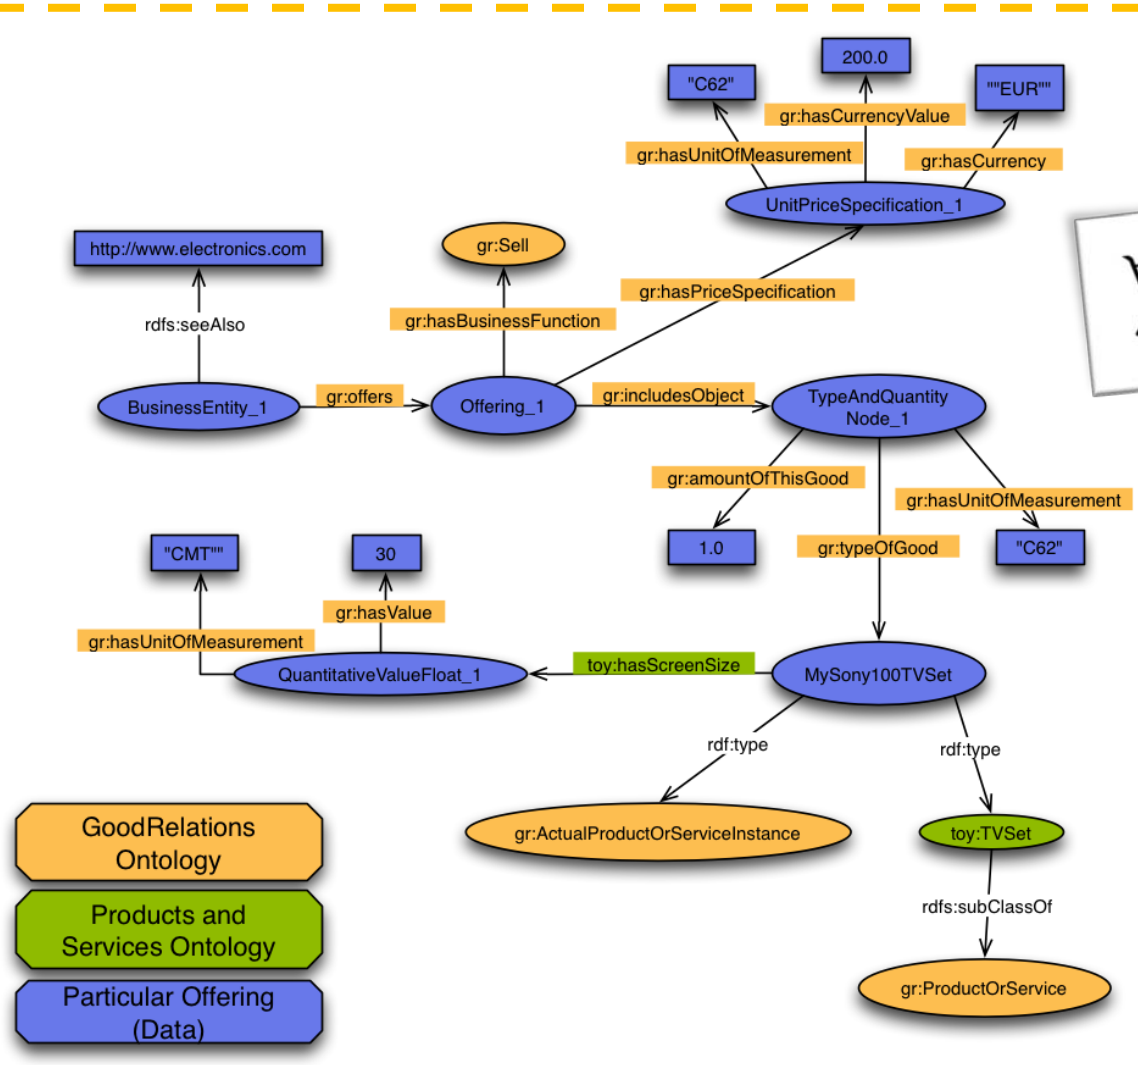 200.0
"C62"
""EUR""
gr:hasCurrencyValue
gr:hasUnitOfMeasurement
gr:hasCurrency
UnitPriceSpecification_1
http://www.electronics.com
gr:Sell
gr:hasPriceSpecification
rdfs:seeAlso
gr:hasBusinessFunction
BusinessEntity_1
gr:offers
Offering_1
gr:includesObject
TypeAndQuantity
Node_1
gr:amountOfThisGood
gr:hasUnitOfMeasurement
"CMT""
30
1.0
gr:typeOfGood
"C62"
gr:hasValue
gr:hasUnitOfMeasurement
QuantitativeValueFloat_1
toy:hasScreenSize
MySony100TVSet
rdf:type
rdf:type
gr:ActualProductOrServiceInstance
toy:TVSet
rdfs:subClassOf
gr:ProductOrService
GoodRelations
Ontology
Products and
Services Ontology
Particular Offering
(Data)